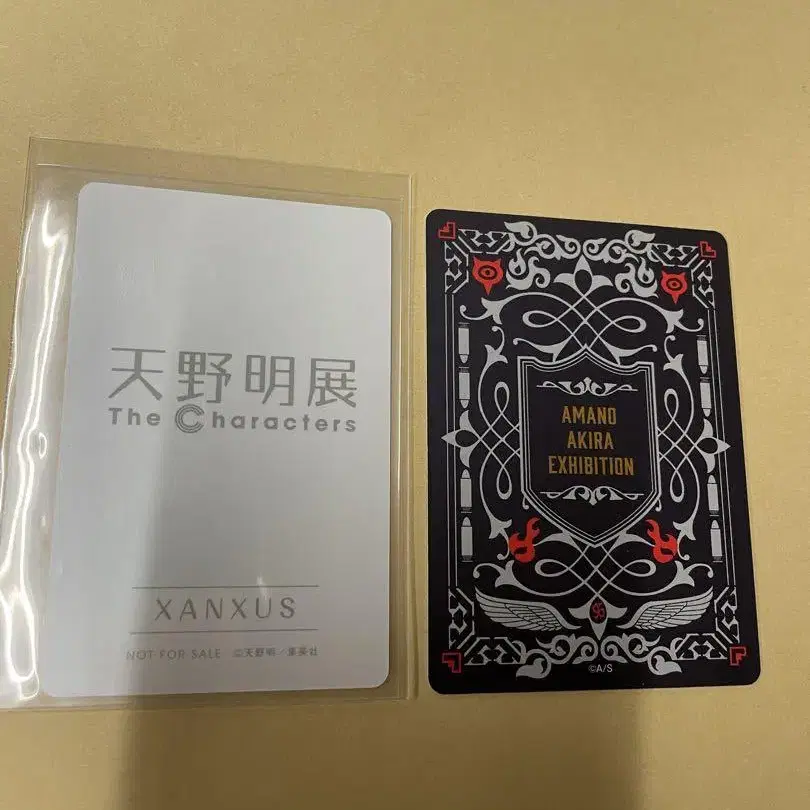 天野明展
The Characters
XANXUS
NOT FOR SALE ©天野明/集英社
AMANO
AKIRA
EXHIBITION
96
©A/S